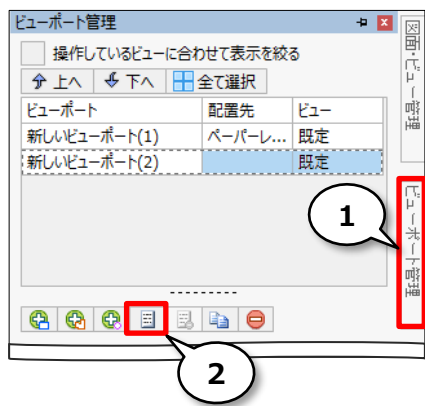 ビューポート管理
操作しているビューに合わせて表示を絞る
上へ 下へ 全て選択
ビューポート 配置先 ビュー
新しいビューポート(1) ペーパーレ... 既定
新しいビューポート(2) 既定
図面・ビュー管理
ビューポート管理
1
2